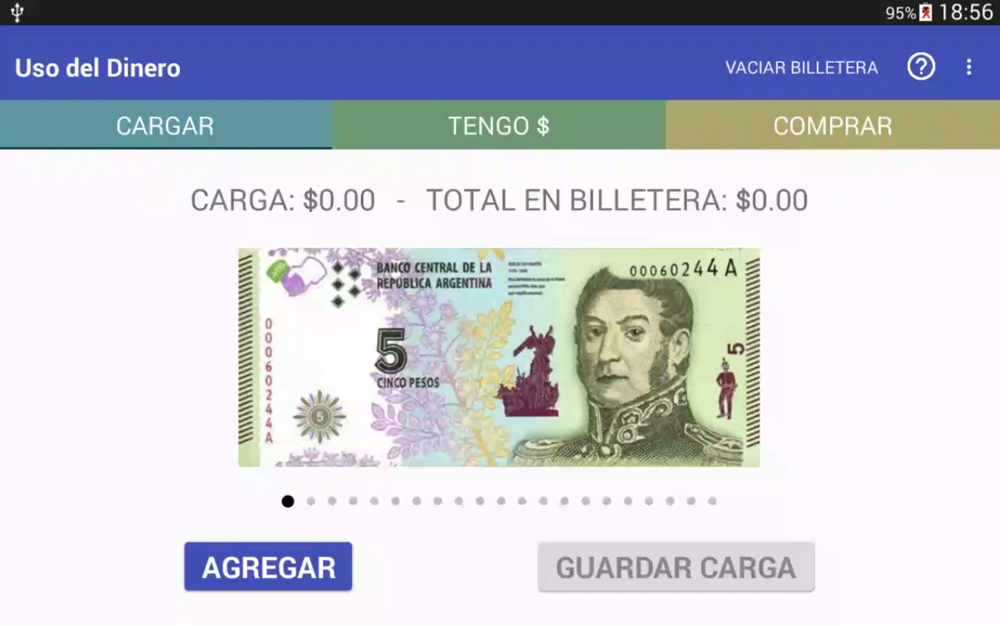 95% 18:56
Uso del Dinero VACIAR BILLETERA
CARGAR TENGO $ COMPRAR
CARGA: $0.00 - TOTAL EN BILLETERA: $0.00
BANCO CENTRAL DE LA
REPÚBLICA ARGENTINA
00060244 A
00060244A
5
CINCO PESOS
5
5
AGREGAR GUARDAR CARGA